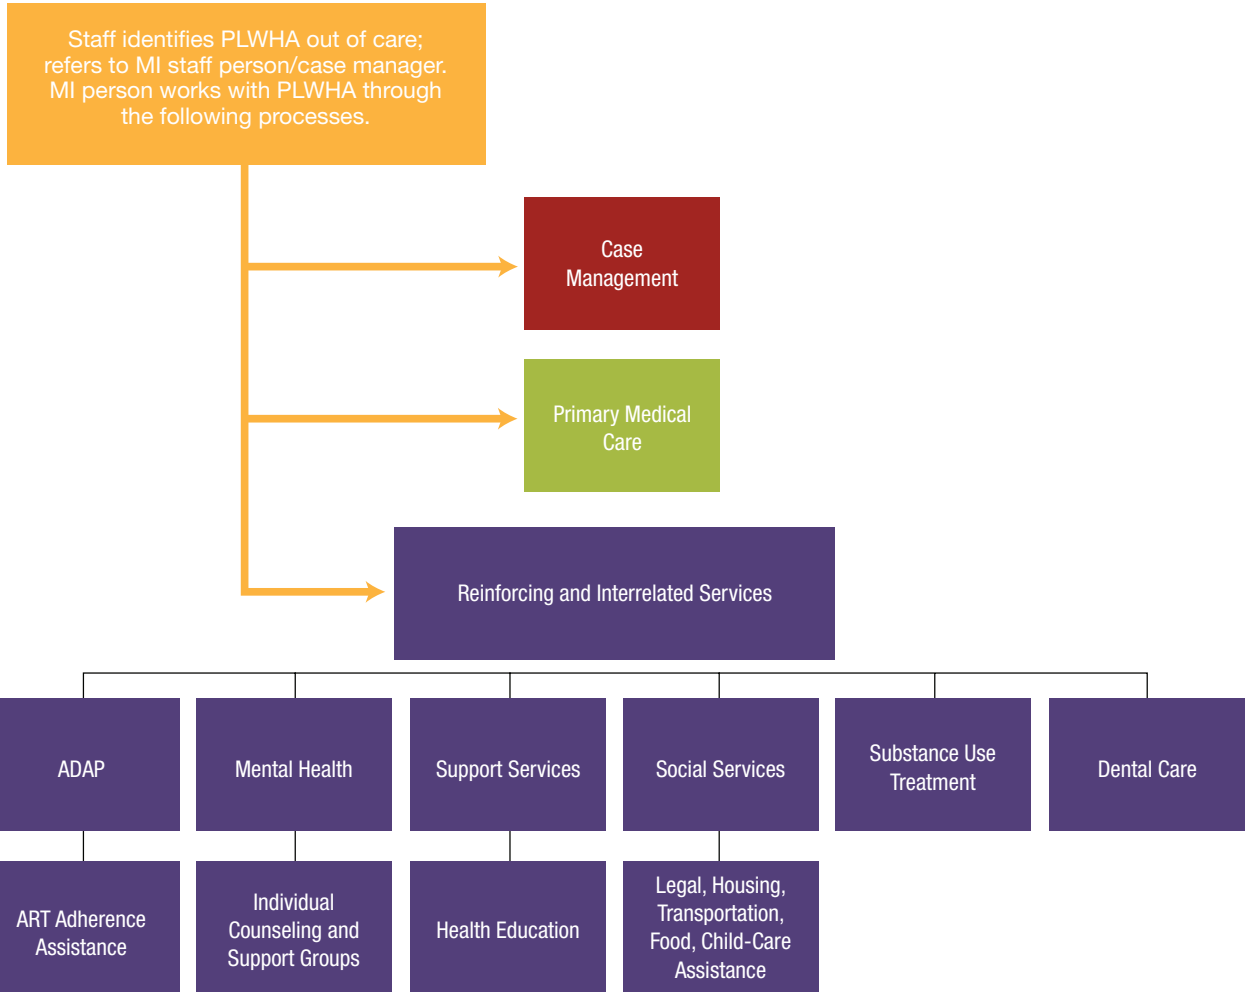 Staff identifies PLWHA out of care;
refers to MI staff person/case manager.
MI person works with PLWHA through
the following processes.
Case
Management
Primary Medical
Care
Reinforcing and Interrelated Services
ADAP
Mental Health
Support Services
Social Services
Substance Use
Treatment
Dental Care
ART Adherence
Assistance
Individual
Counseling and
Support Groups
Health Education
Legal, Housing,
Transportation,
Food, Child-Care
Assistance